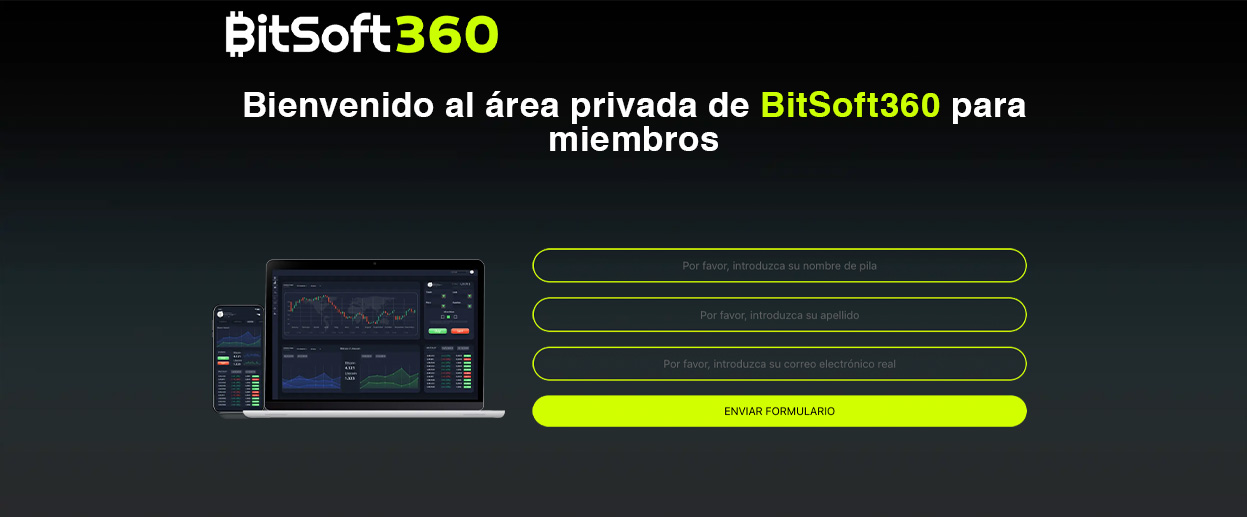 BitSoft360
Bienvenido al área privada de BitSoft360 para
miembros
Por favor, introduzca su nombre de pila
Por favor, introduzca su apellido
Por favor, introduzca su correo electrónico real
ENVIAR FORMULARIO